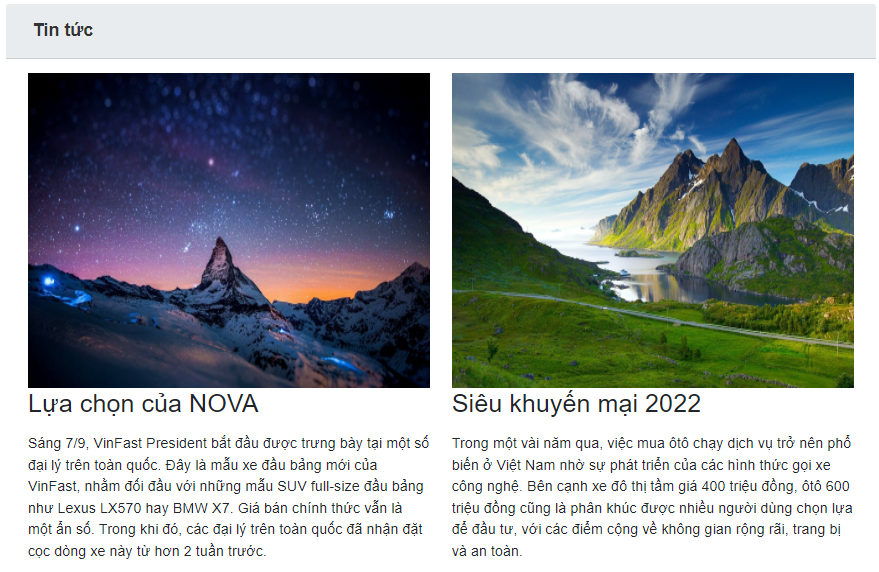 Tin tức
Lựa chọn của NOVA
Sáng 7/9, VinFast President bắt đầu được trưng bày tại một số
đại lý trên toàn quốc. Đây là mẫu xe đầu bảng mới của
VinFast, nhằm đối đầu với những mẫu SUV full-size đầu bảng
như Lexus LX570 hay BMW X7. Giá bán chính thức vẫn là
một ẩn số. Trong khi đó, các đại lý trên toàn quốc đã nhận đặt
cọc dòng xe này từ hơn 2 tuần trước.
Siêu khuyến mại 2022
Trong một vài năm qua, việc mua ôtô chạy dịch vụ trở nên phổ
biến ở Việt Nam nhờ sự phát triển của các hình thức gọi xe
công nghệ. Bên cạnh xe đô thị tầm giá 400 triệu đồng, ôtô 600
triệu đồng cũng là phân khúc được nhiều người dùng chọn lựa
để đầu tư, với các điểm cộng về không gian rộng rãi, trang bị
và an toàn.